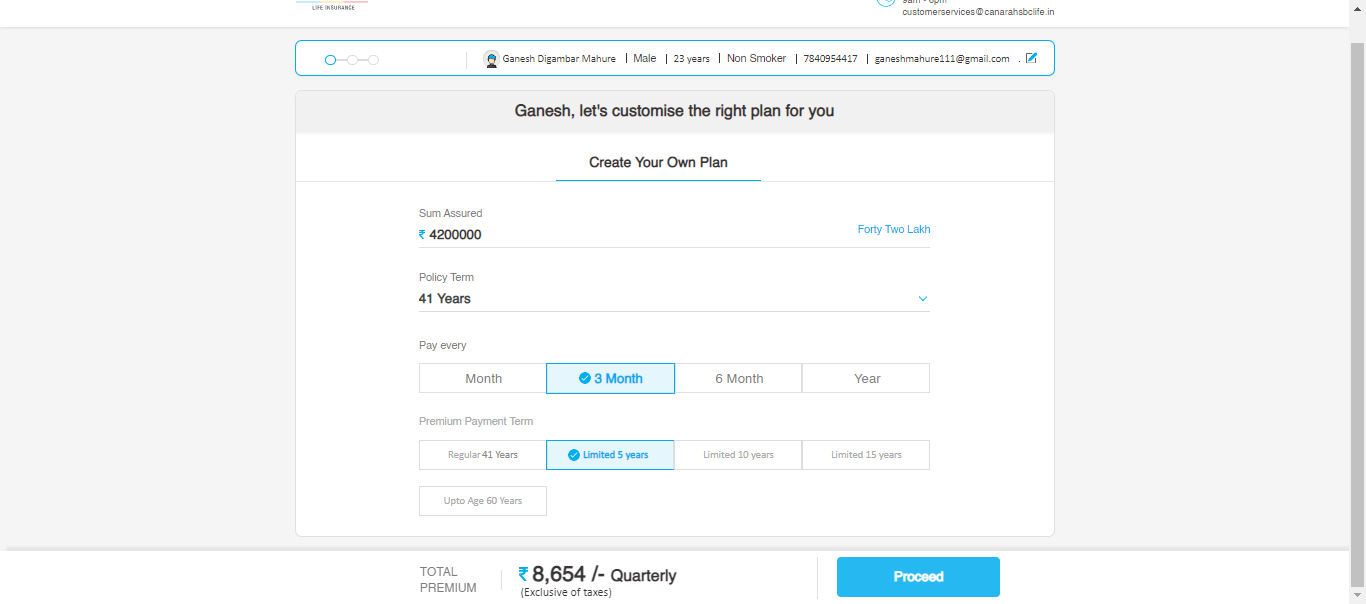 LIFE INSURANCE
customerservices@canarahsbclife.in
Ganesh Digambar Mahure | Male | 23 years | Non Smoker | 7840954417 | ganeshmahure111@gmail.com .
Ganesh, let's customise the right plan for you
Create Your Own Plan
Sum Assured
₹ 4200000 Forty Two Lakh
Policy Term
41 Years
Pay every
Month 3 Month 6 Month Year
Premium Payment Term
Regular 41 Years Limited 5 years Limited 10 years Limited 15 years
Upto Age 60 Years
TOTAL PREMIUM
₹ 8,654 /- Quarterly
(Exclusive of taxes)
Proceed